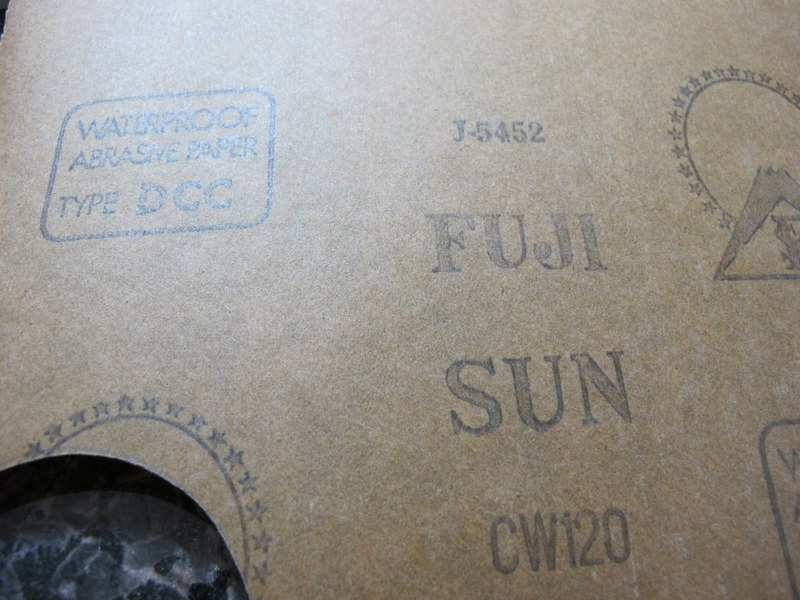 WATERPROOF
ABRASIVE PAPER
TYPE DCC
J-5452
FUJI
SUN
CW120